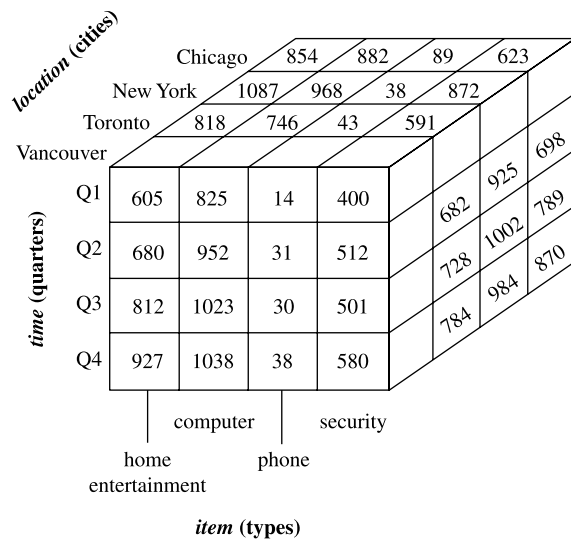 location (cities)
Chicago 854 882 89 623
New York 1087 968 38 872
Toronto 818 746 43 591
Vancouver
time (quarters)
Q1 605 825 14 400
Q2 680 952 31 512
Q3 812 1023 30 501
Q4 927 1038 38 580
682 925 698
728 1002 789
784 984 870
computer security
home phone
entertainment
item (types)